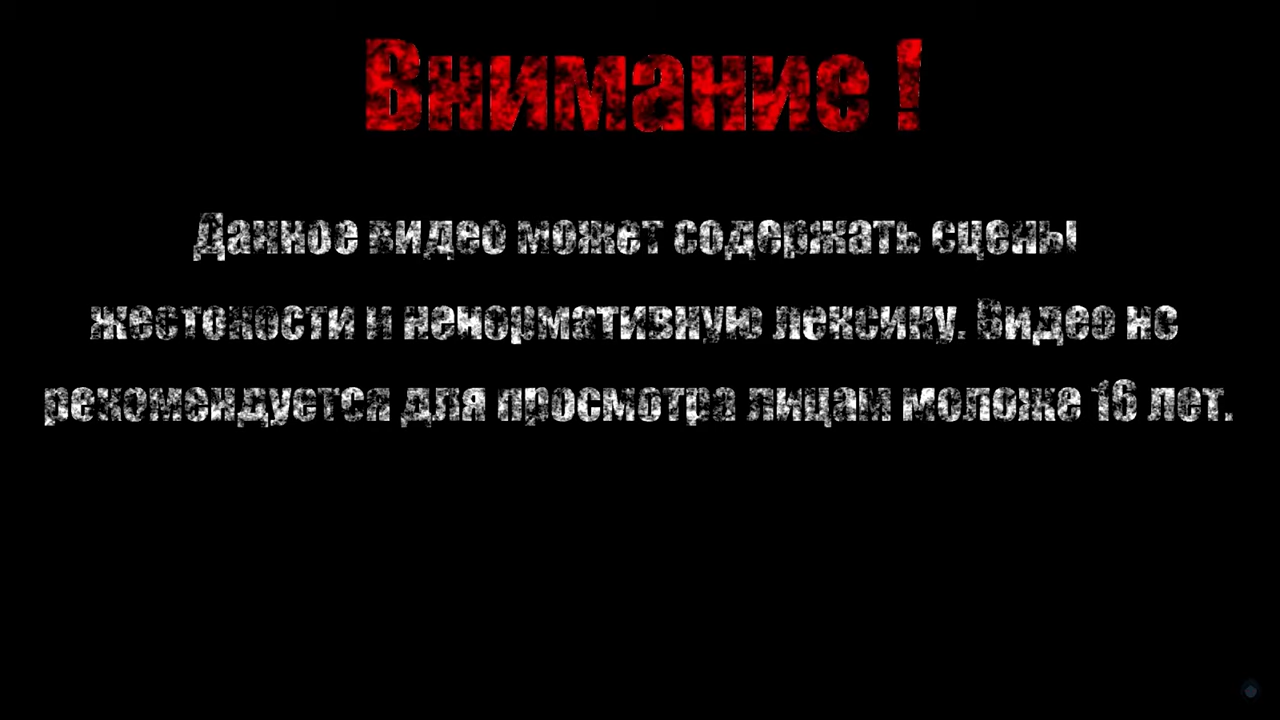 Внимание !
Данное видео может содержать сцены
жестокости и ненормативную лексику. Видео не
рекомендуется для просмотра лицам моложе 16 лет.